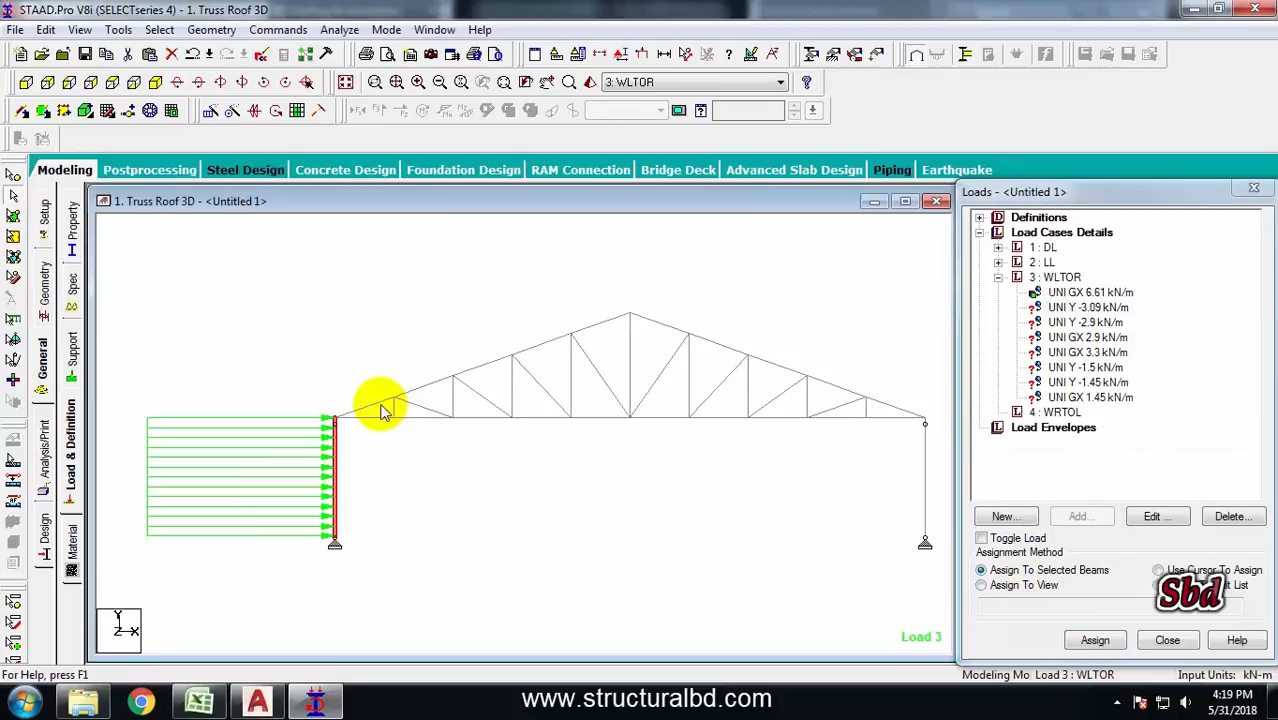 STAAD.Pro V8i (SELECTseries 4) - 1. Truss Roof 3D
File Edit View Tools Select Geometry Commands Analyze Mode Window Help
3: WLTOR
Modeling Postprocessing Steel Design Concrete Design Foundation Design RAM Connection Bridge Deck Advanced Slab Design Piping Earthquake
Setup
Geometry
General
Analysis/Print
Design
Property
Spec
Support
Load & Definition
Material
1. Truss Roof 3D - <Untitled 1>
Load 3
Y
Z X
Loads - <Untitled 1>
Definitions
Load Cases Details
1 : DL
2 : LL
3 : WLTOR
UNI GX 6.61 kN/m
UNI Y -3.09 kN/m
UNI Y -2.9 kN/m
UNI GX 2.9 kN/m
UNI GX 3.3 kN/m
UNI Y -1.5 kN/m
UNI Y -1.45 kN/m
UNI GX 1.45 kN/m
4 : WRTOL
Load Envelopes
New... Add... Edit ... Delete...
Toggle Load
Assignment Method
Assign To Selected Beams Use Cursor To Assign
Assign To View it List
Sbd
Assign Close Help
For Help, press F1
Modeling Mo Load 3 : WLTOR Input Units: kN-m
www.structuralbd.com
4:19 PM
5/31/2018